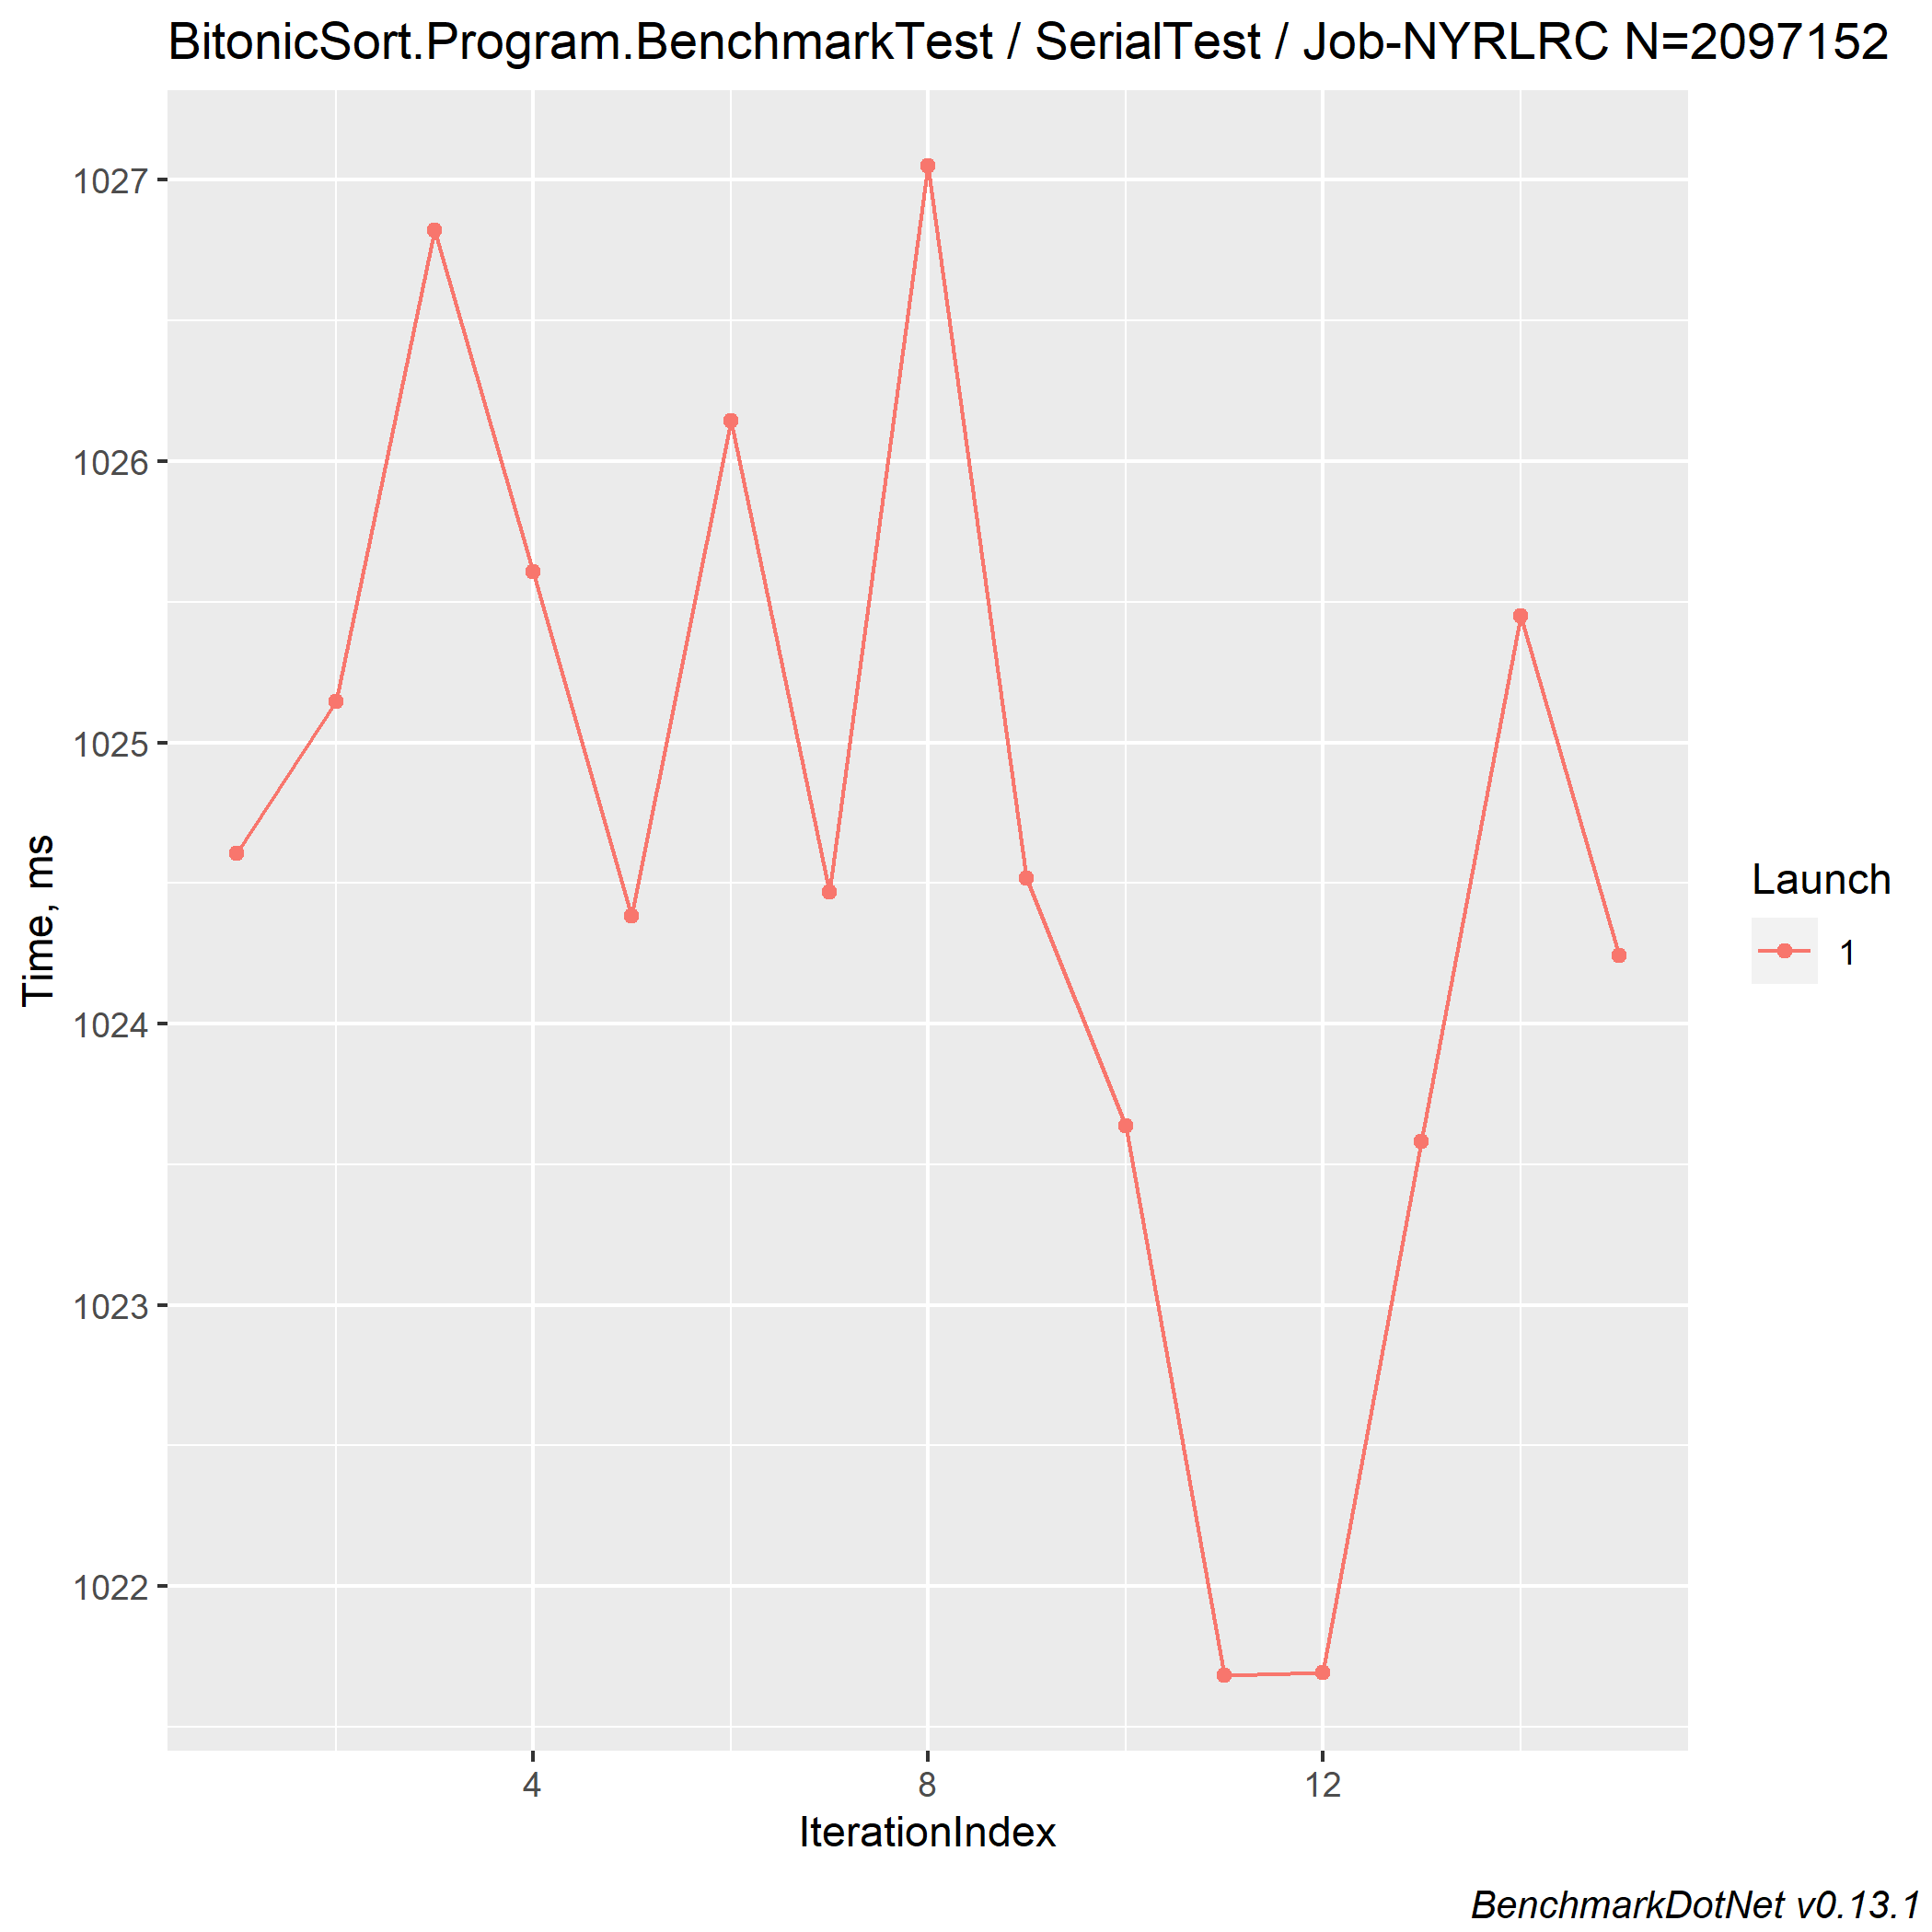 BitonicSort.Program.BenchmarkTest / SerialTest / Job-NYRLRC N=2097152
Time, ms
1027
1026
1025
1024
1023
1022
4
8
12
IterationIndex
Launch
1
BenchmarkDotNet v0.13.1